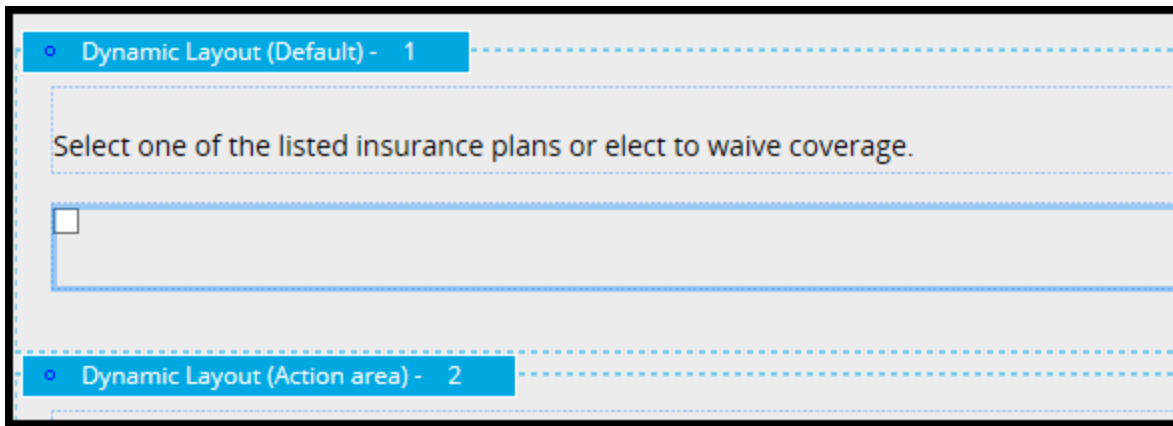 Dynamic Layout (Default) - 1
Select one of the listed insurance plans or elect to waive coverage.
Dynamic Layout (Action area) - 2